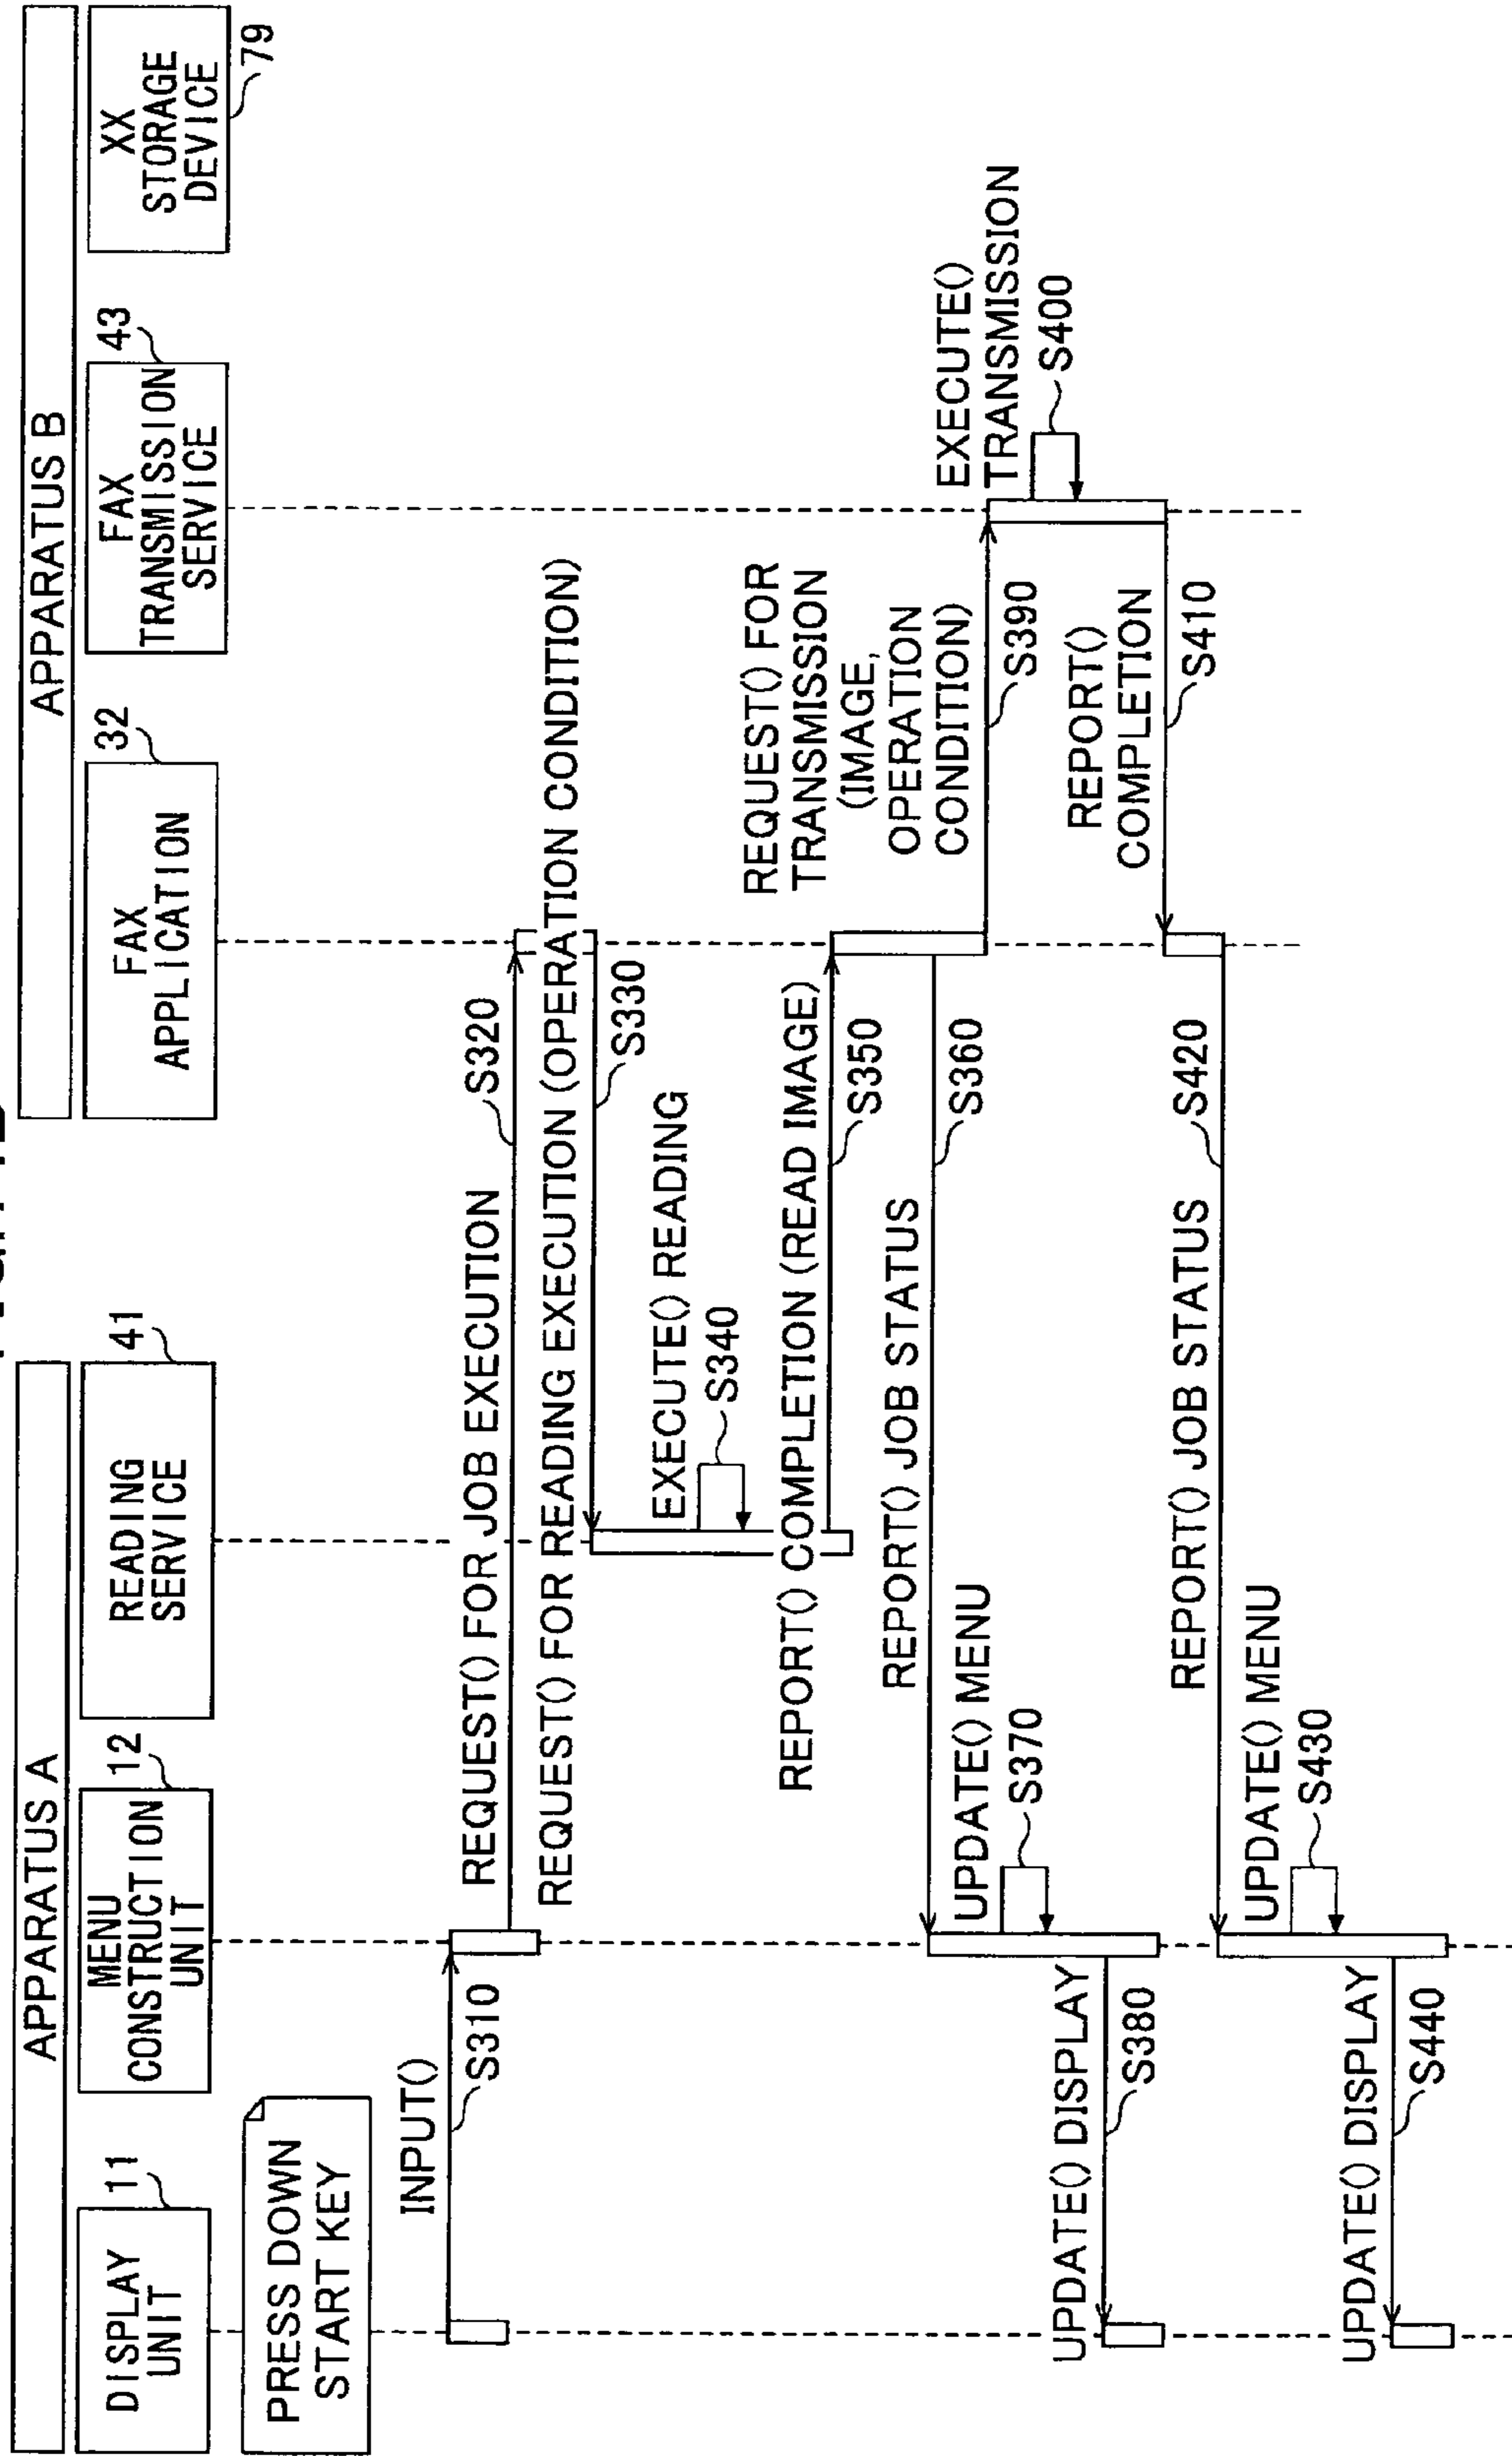 APPARATUS A
APPARATUS B
DISPLAY
UNIT
11
MENU
CONSTRUCTION
UNIT
12
READING
SERVICE
41
FAX
APPLICATION
32
FAX
TRANSMISSION
SERVICE
43
XX
STORAGE
DEVICE
79
PRESS DOWN
START KEY
INPUT()
S310
REQUEST() FOR JOB EXECUTION
S320
REQUEST() FOR READING EXECUTION (OPERATION CONDITION)
S330
EXECUTE() READING
S340
REPORT() COMPLETION (READ IMAGE)
S350
REPORT() JOB STATUS
S360
UPDATE() MENU
S370
UPDATE() DISPLAY
S380
REQUEST() FOR
TRANSMISSION
(IMAGE,
OPERATION
CONDITION)
S390
EXECUTE()
TRANSMISSION
S400
REPORT()
COMPLETION
S410
REPORT() JOB STATUS
S420
UPDATE() MENU
S430
UPDATE() DISPLAY
S440